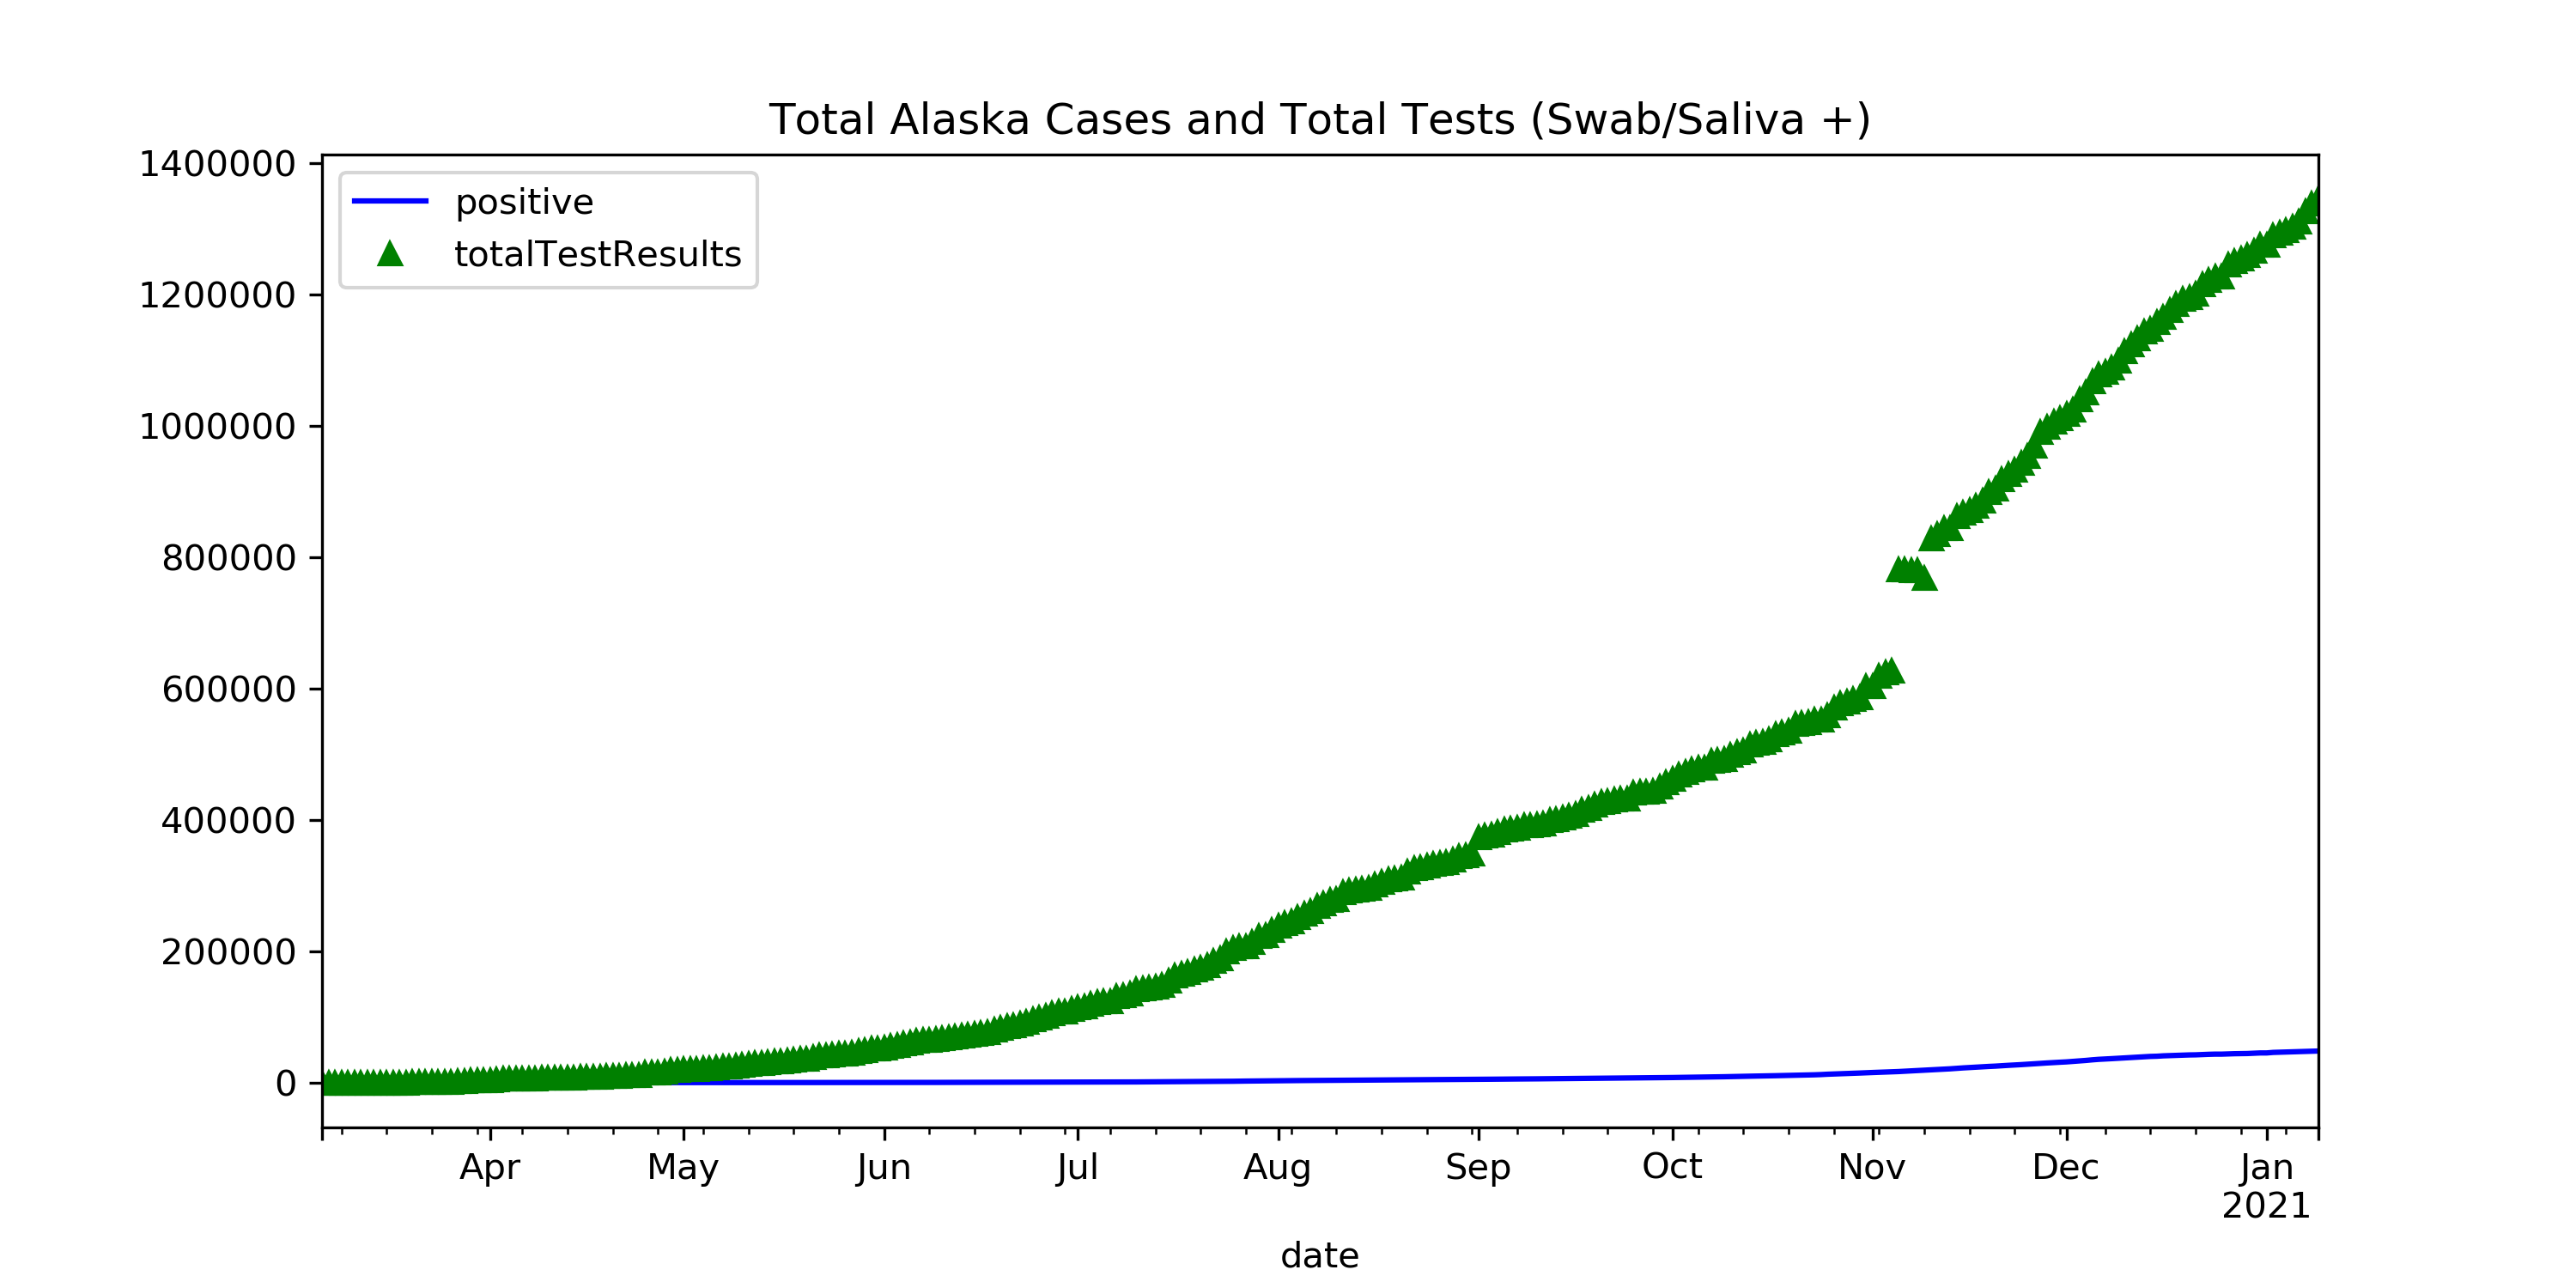 Total Alaska Cases and Total Tests (Swab/Saliva +)
1400000
1200000
1000000
800000
600000
400000
200000
0
positive
totalTestResults
Apr May Jun Jul Aug Sep Oct Nov Dec Jan
2021
date